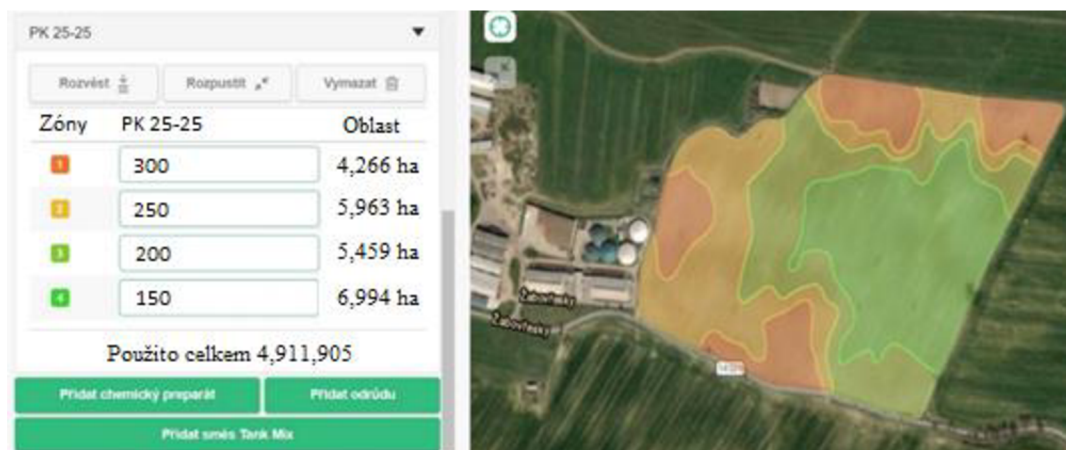 PK 25-25
Rozvést Rozpustit Vymazat
Zóny PK 25-25 Oblast
1 300 4,266 ha
2 250 5,963 ha
3 200 5,459 ha
4 150 6,994 ha
Použito celkem 4,911,905
Přidat chemický preparát Přidat odrůdu
Přidat směs Tank Mix
Žabovřesky
Žabovřesky